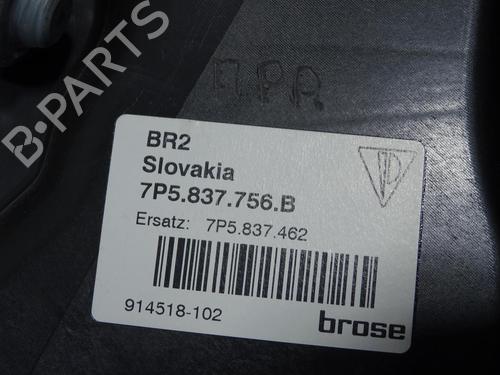 B-PARTS
BR2
Slovakia
7P5.837.756.B
Ersatz: 7P5.837.462
914518-102
brose